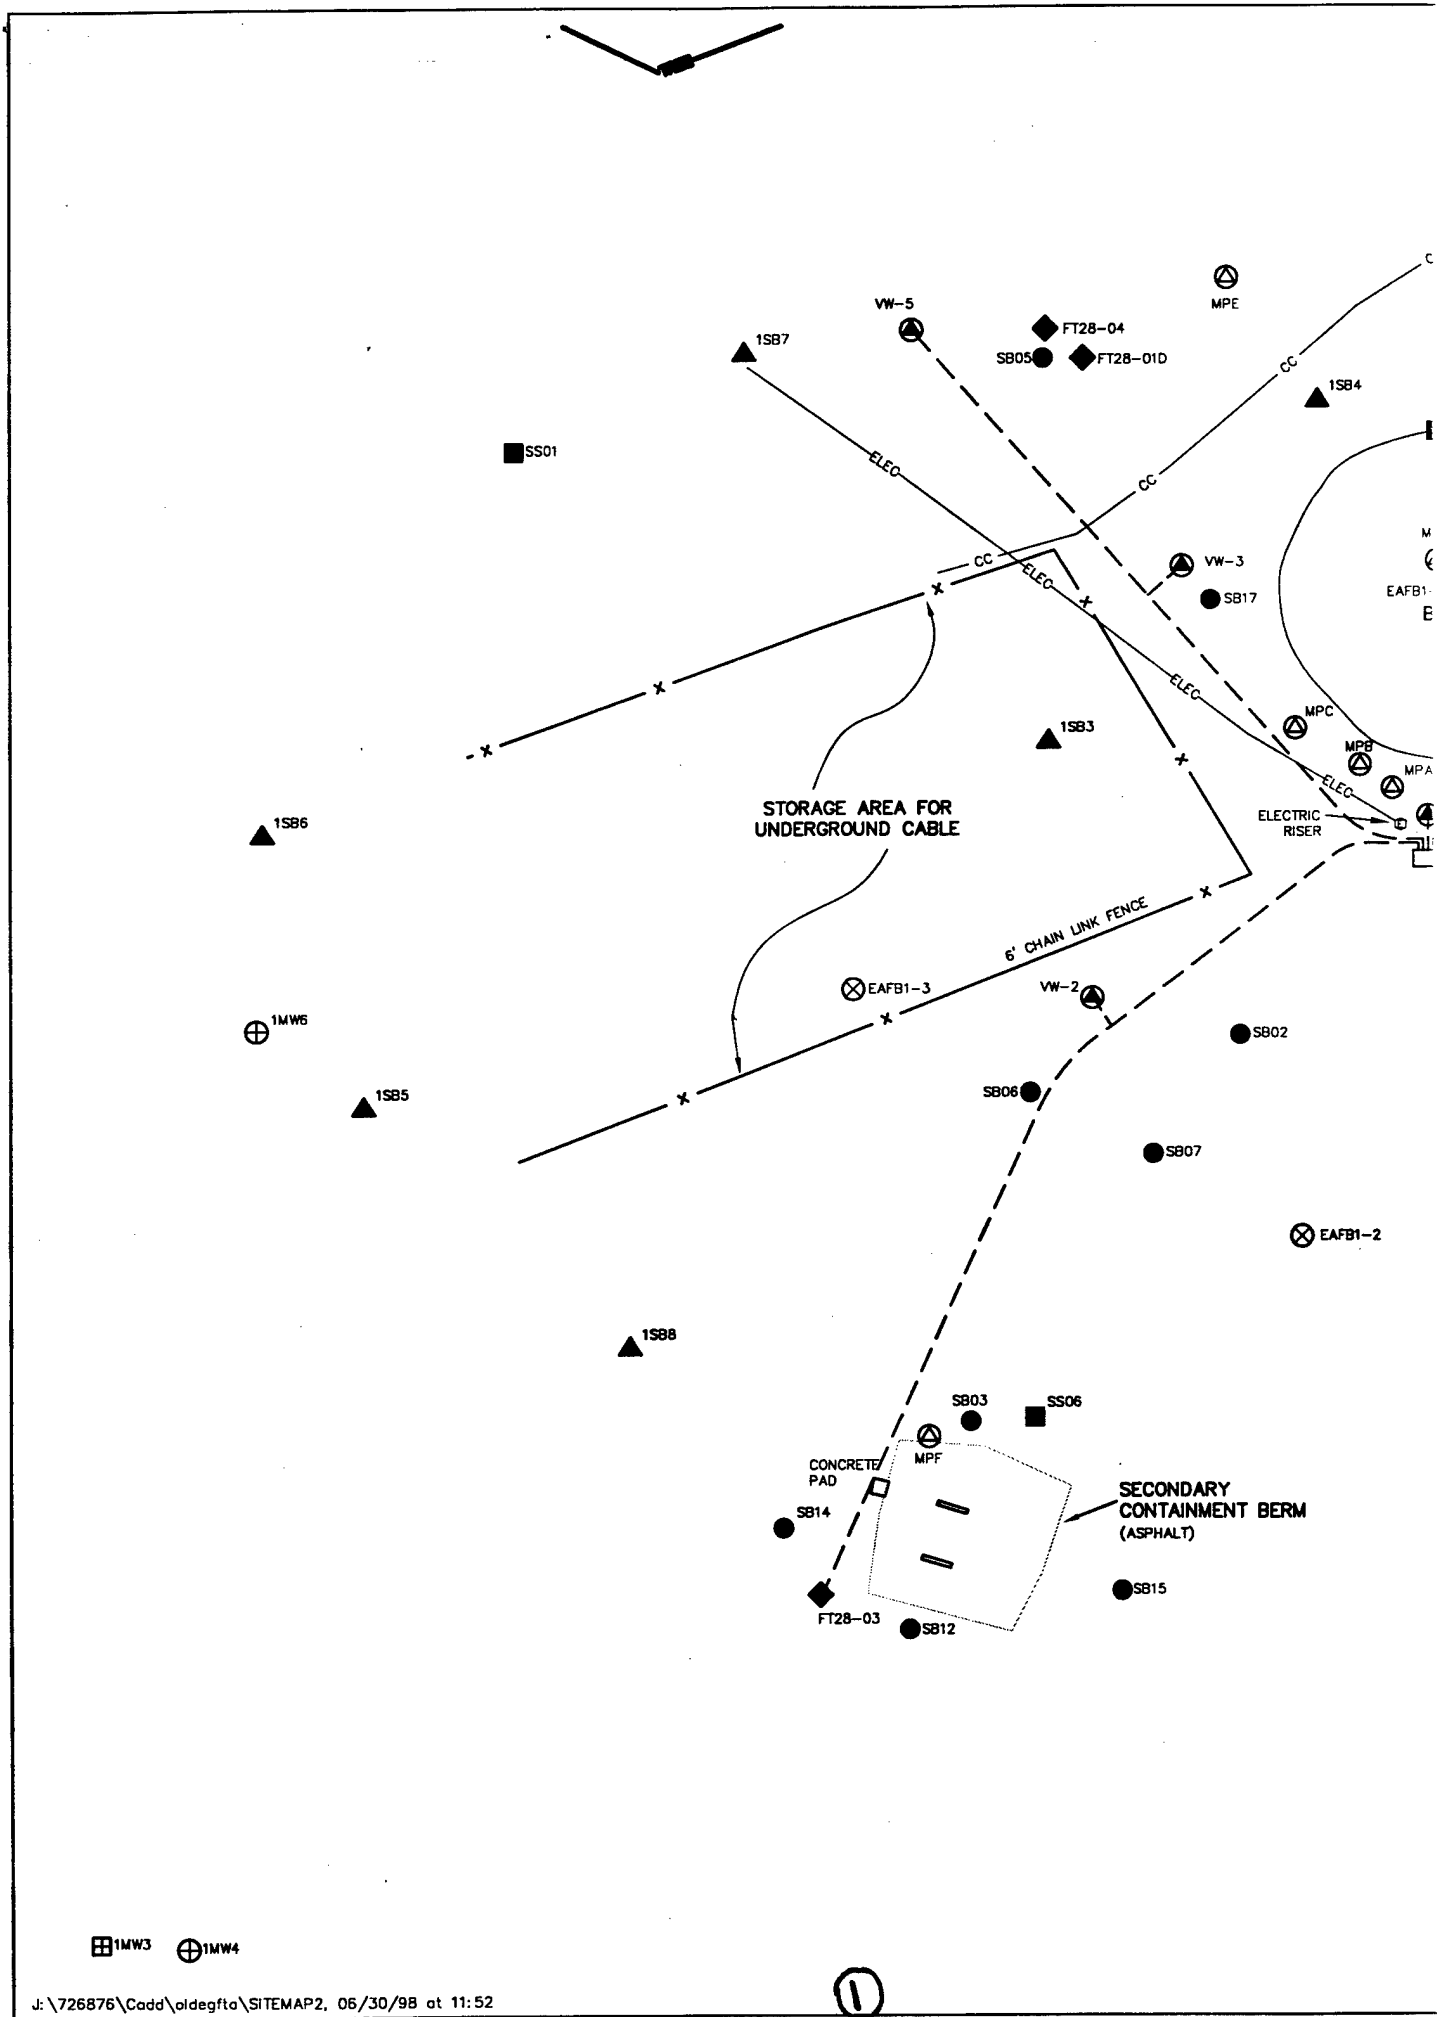 MPE
VW-5
FT28-04
1SB7
SB05
FT28-01D
CC
1SB4
SS01
ELEC
CC
CC
VW-3
ELEC
EAFB1-
SB17
ELEC
MPC
1SB3
MPB
MPA
ELEC
STORAGE AREA FOR
UNDERGROUND CABLE
ELECTRIC
RISER
1SB6
6' CHAIN LINK FENCE
EAFB1-3
VW-2
1MW6
SB02
SB06
1SB5
SB07
EAFB1-2
1SB8
SB03
SS06
MPF
CONCRETE
PAD
SECONDARY
CONTAINMENT BERM
(ASPHALT)
SB14
SB15
FT28-03
SB12
1MW3
1MW4
J:\726876\Cadd\oldegfta\SITEMAP2, 06/30/98 at 11:52
1